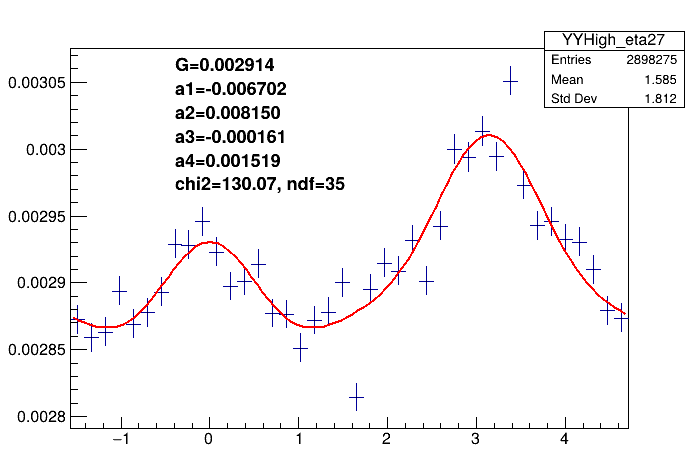 YYHigh_eta27
Entries 2898275
Mean 1.585
Std Dev 1.812
G=0.002914
a1=-0.006702
a2=0.008150
a3=-0.000161
a4=0.001519
chi2=130.07, ndf=35
0.00305
0.003
0.00295
0.0029
0.00285
0.0028
−1 0 1 2 3 4